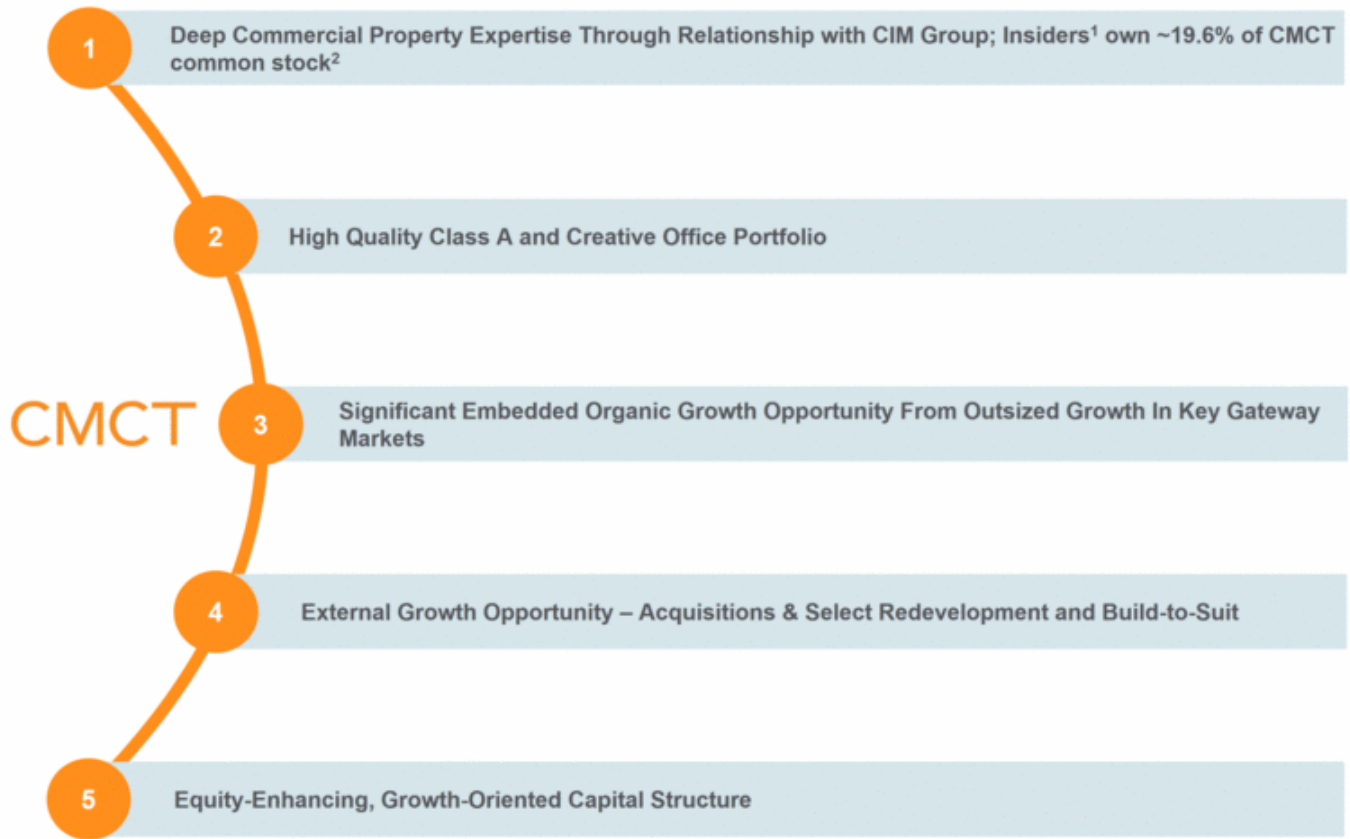 1
Deep Commercial Property Expertise Through Relationship with CIM Group; Insiders¹ own ~19.6% of CMCT
common stock²
2
High Quality Class A and Creative Office Portfolio
CMCT
3
Significant Embedded Organic Growth Opportunity From Outsized Growth In Key Gateway
Markets
4
External Growth Opportunity – Acquisitions & Select Redevelopment and Build-to-Suit
5
Equity-Enhancing, Growth-Oriented Capital Structure